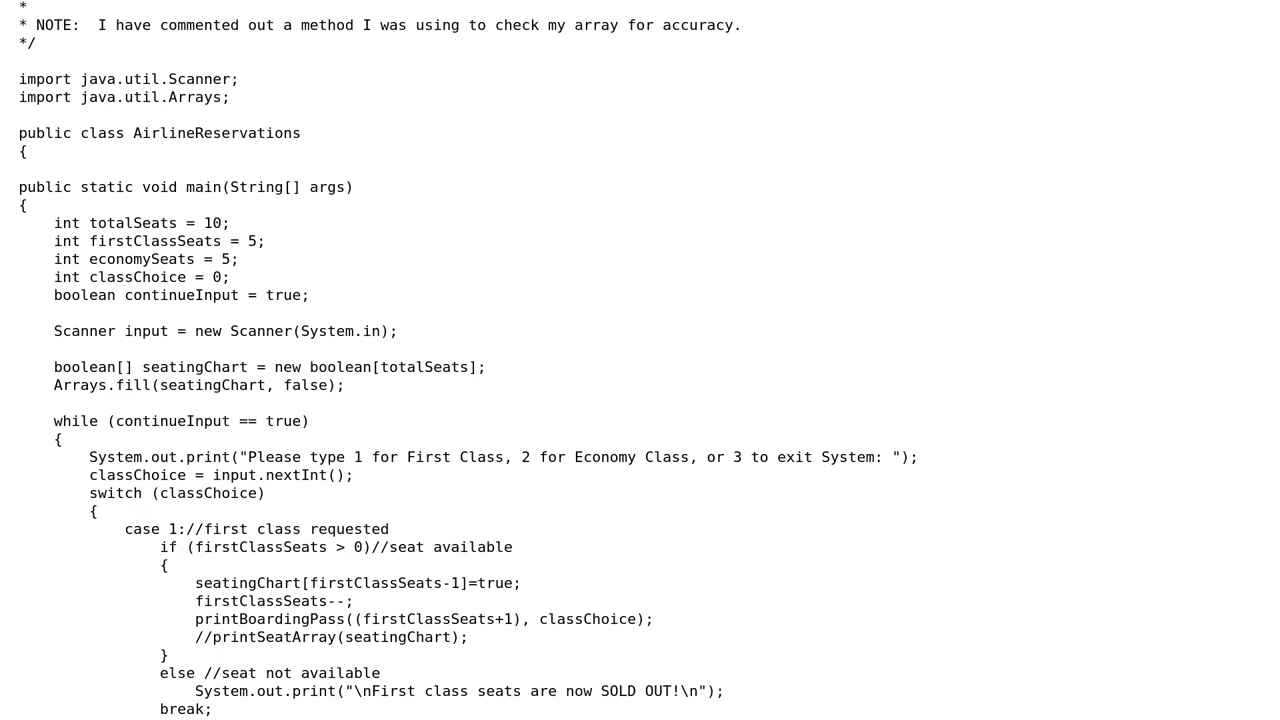 *
* NOTE:  I have commented out a method I was using to check my array for accuracy.
*/
import java.util.Scanner;
import java.util.Arrays;
public class AirlineReservations
{
public static void main(String[] args)
{
    int totalSeats = 10;
    int firstClassSeats = 5;
    int economySeats = 5;
    int classChoice = 0;
    boolean continueInput = true;
    Scanner input = new Scanner(System.in);
    boolean[] seatingChart = new boolean[totalSeats];
    Arrays.fill(seatingChart, false);
    while (continueInput == true)
    {
        System.out.print("Please type 1 for First Class, 2 for Economy Class, or 3 to exit System: ");
        classChoice = input.nextInt();
        switch (classChoice)
        {
            case 1://first class requested
                if (firstClassSeats > 0)//seat available
                {
                    seatingChart[firstClassSeats-1]=true;
                    firstClassSeats--;
                    printBoardingPass((firstClassSeats+1), classChoice);
                    //printSeatArray(seatingChart);
                }
                else //seat not available
                    System.out.print("\nFirst class seats are now SOLD OUT!\n");
                break;